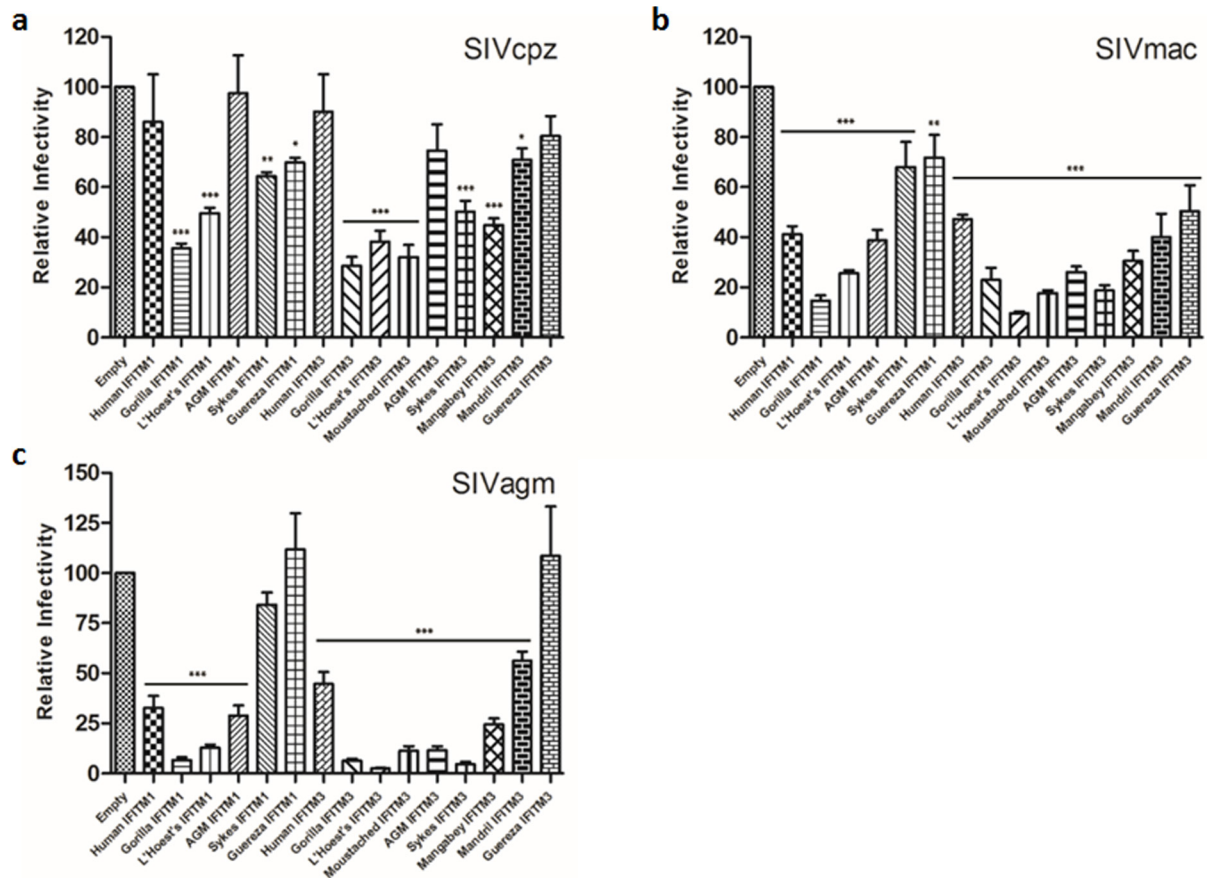 a
SIVcpz
Relative Infectivity
120
100
80
60
40
20
0
***
***
**
*
***
***
***
*
Empty
Human IFITM1
Gorilla IFITM1
L'Hoest's IFITM1
AGM IFITM1
Sykes IFITM1
Guereza IFITM1
Human IFITM3
Gorilla IFITM3
L'Hoest's IFITM3
Moustached IFITM3
AGM IFITM3
Sykes IFITM3
Mangabey IFITM3
Mandril IFITM3
Guereza IFITM3
b
SIVmac
Relative Infectivity
120
100
80
60
40
20
0
***
**
***
Empty
Human IFITM1
Gorilla IFITM1
L'Hoest's IFITM1
AGM IFITM1
Sykes IFITM1
Guereza IFITM1
Human IFITM3
Gorilla IFITM3
L'Hoest's IFITM3
Moustached IFITM3
AGM IFITM3
Sykes IFITM3
Mangabey IFITM3
Mandril IFITM3
Guereza IFITM3
c
SIVagm
Relative Infectivity
150
125
100
75
50
25
0
***
***
Empty
Human IFITM1
Gorilla IFITM1
L'Hoest's IFITM1
AGM IFITM1
Sykes IFITM1
Guereza IFITM1
Human IFITM3
Gorilla IFITM3
L'Hoest's IFITM3
Moustached IFITM3
AGM IFITM3
Sykes IFITM3
Mangabey IFITM3
Mandril IFITM3
Guereza IFITM3